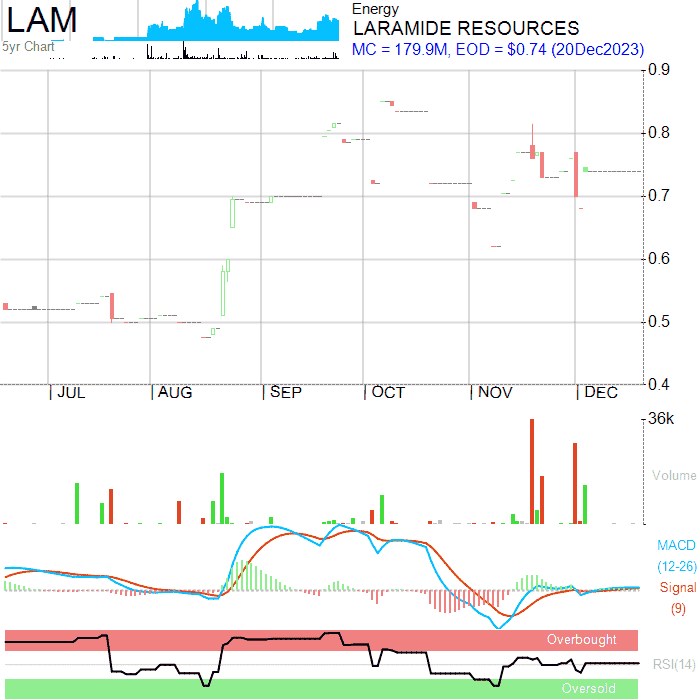 LAM
5yr Chart
Energy
LARAMIDE RESOURCES
MC = 179.9M, EOD = $0.74 (20Dec2023)
0.9
0.8
0.7
0.6
0.5
0.4
JUL AUG SEP OCT NOV DEC
36k
Volume
MACD
(12-26)
Signal
(9)
Overbought
RSI(14)
Oversold